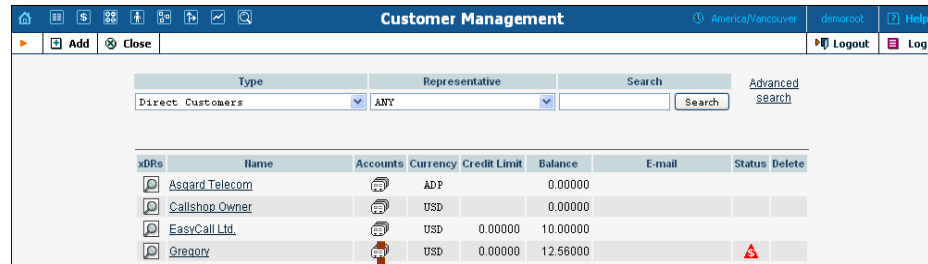 Customer Management America/Vancouver demoroot Help
Add Close Logout Log
Type Representative Search Advanced search
Direct Customers ANY Search
xDRs Name Accounts Currency Credit Limit Balance E-mail Status Delete
Asgard Telecom ADP 0.00000
Callshop Owner USD 0.00000
EasyCall Ltd. USD 0.00000 10.00000
Gregory USD 0.00000 12.56000